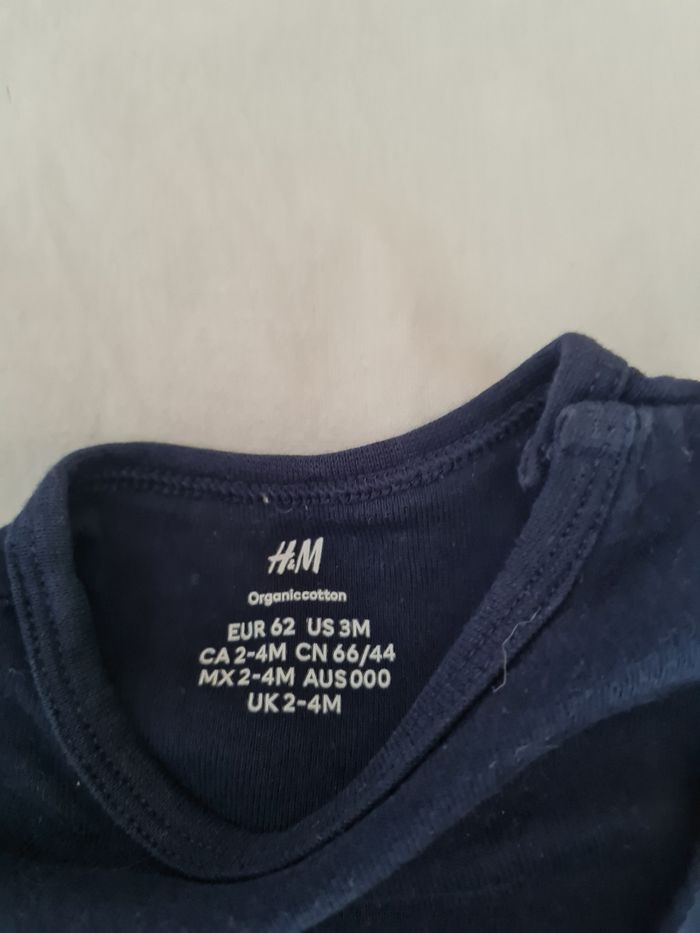 H&M
Organiccotton
EUR 62 US 3M
CA 2-4M CN 66/44
MX 2-4M AUS 000
UK 2-4M